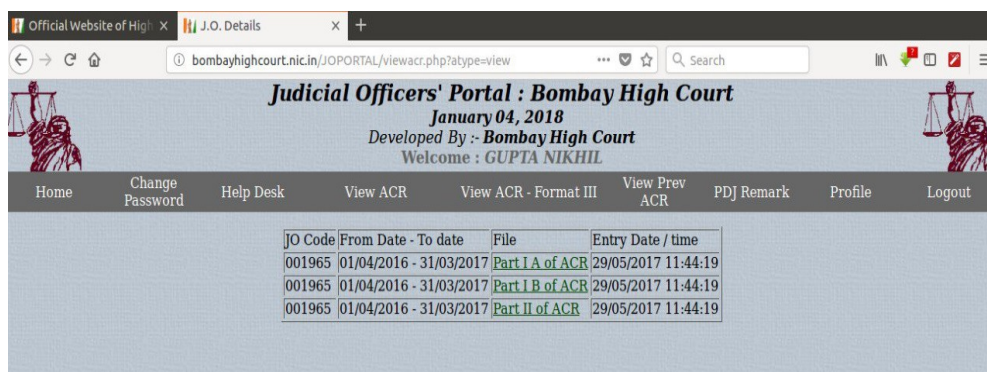 Official Website of High
J.O. Details
bombayhighcourt.nic.in/JOPORTAL/viewacr.php?atype=view
Search
Judicial Officers' Portal : Bombay High Court
January 04, 2018
Developed By :- Bombay High Court
Welcome : GUPTA NIKHIL
Home Change Password Help Desk View ACR View ACR - Format III View Prev ACR PDJ Remark Profile Logout
JO Code From Date - To date File Entry Date / time
001965 01/04/2016 - 31/03/2017 Part I A of ACR 29/05/2017 11:44:19
001965 01/04/2016 - 31/03/2017 Part I B of ACR 29/05/2017 11:44:19
001965 01/04/2016 - 31/03/2017 Part II of ACR 29/05/2017 11:44:19